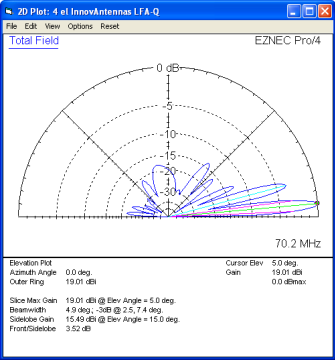 2D Plot: 4 el InnovAntennas LFA-Q
File Edit View Options Reset
Total Field
EZNEC Pro/4
0 dB
-5
-10
-15
-20
-30
70.2 MHz
Elevation Plot
Azimuth Angle 0.0 deg.
Outer Ring 19.01 dBi
Cursor Elev 5.0 deg.
Gain 19.01 dBi
0.0 dBmax
Slice Max Gain 19.01 dBi @ Elev Angle = 5.0 deg.
Beamwidth 4.9 deg.; -3dB @ 2.5, 7.4 deg.
Sidelobe Gain 15.49 dBi @ Elev Angle = 15.0 deg.
Front/Sidelobe 3.52 dB